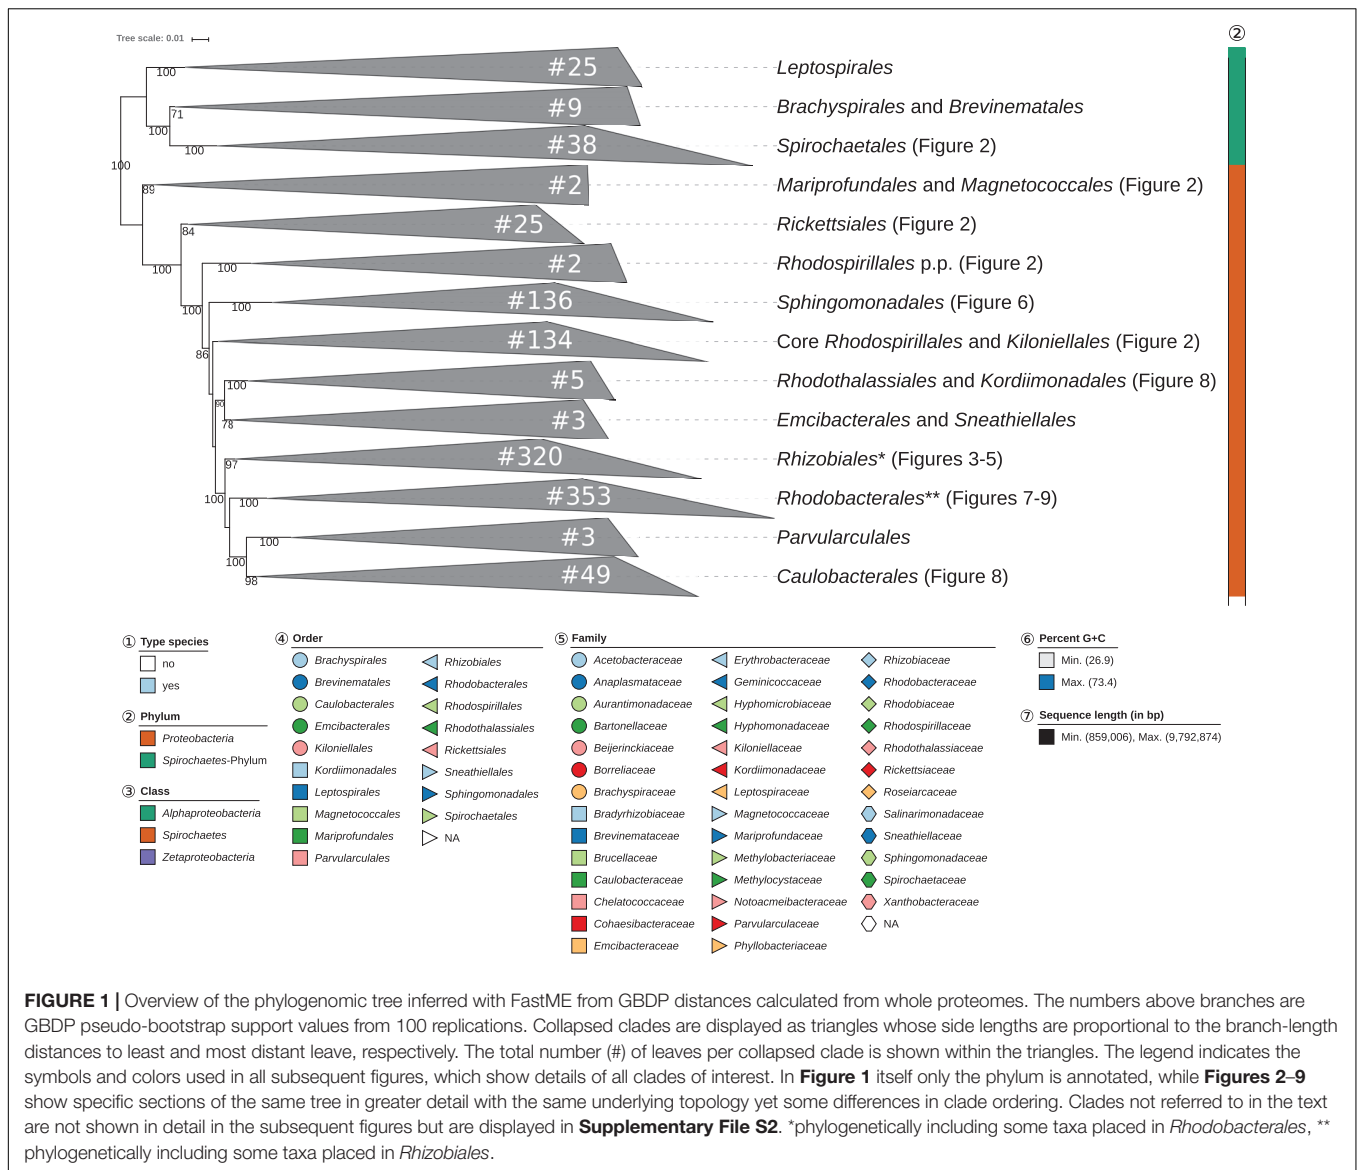 Tree scale: 0.01
②
100
#25
Leptospirales
71
#9
Brachyspirales and Brevinematales
100
100
#38
Spirochaetales (Figure 2)
100
89
#2
Mariprofundales and Magnetococcales (Figure 2)
84
#25
Rickettsiales (Figure 2)
100
100
#2
Rhodospirillales p.p. (Figure 2)
100
100
#136
Sphingomonadales (Figure 6)
86
#134
Core Rhodospirillales and Kiloniellales (Figure 2)
100
#5
Rhodothalassiales and Kordiimonadales (Figure 8)
90
78
#3
Emcibacterales and Sneathiellales
97
#320
Rhizobiales* (Figures 3-5)
100
100
#353
Rhodobacterales** (Figures 7-9)
100
#3
Parvularculales
100
98
#49
Caulobacterales (Figure 8)
① Type species
no
yes
② Phylum
Proteobacteria
Spirochaetes-Phylum
③ Class
Alphaproteobacteria
Spirochaetes
Zetaproteobacteria
④ Order
Brachyspirales
Brevinematales
Caulobacterales
Emcibacterales
Kiloniellales
Kordiimonadales
Leptospirales
Magnetococcales
Mariprofundales
Parvularculales
Rhizobiales
Rhodobacterales
Rhodospirillales
Rhodothalassiales
Rickettsiales
Sneathiellales
Sphingomonadales
Spirochaetales
NA
⑤ Family
Acetobacteraceae
Anaplasmataceae
Aurantimonadaceae
Bartonellaceae
Beijerinckiaceae
Borreliaceae
Brachyspiraceae
Bradyrhizobiaceae
Brevinemataceae
Brucellaceae
Caulobacteraceae
Chelatococcaceae
Cohaesibacteraceae
Emcibacteraceae
Erythrobacteraceae
Geminicoccaceae
Hyphomicrobiaceae
Hyphomonadaceae
Kiloniellaceae
Kordiimonadaceae
Leptospiraceae
Magnetococcaceae
Mariprofundaceae
Methylobacteriaceae
Methylocystaceae
Notoacmeibacteraceae
Parvularculaceae
Phyllobacteriaceae
Rhizobiaceae
Rhodobacteraceae
Rhodobiaceae
Rhodospirillaceae
Rhodothalassiaceae
Rickettsiaceae
Roseiarcaceae
Salinarimonadaceae
Sneathiellaceae
Sphingomonadaceae
Spirochaetaceae
Xanthobacteraceae
NA
⑥ Percent G+C
Min. (26.9)
Max. (73.4)
⑦ Sequence length (in bp)
Min. (859,006), Max. (9,792,874)
FIGURE 1 | Overview of the phylogenomic tree inferred with FastME from GBDP distances calculated from whole proteomes. The numbers above branches are
GBDP pseudo-bootstrap support values from 100 replications. Collapsed clades are displayed as triangles whose side lengths are proportional to the branch-length
distances to least and most distant leave, respectively. The total number (#) of leaves per collapsed clade is shown within the triangles. The legend indicates the
symbols and colors used in all subsequent figures, which show details of all clades of interest. In Figure 1 itself only the phylum is annotated, while Figures 2–9
show specific sections of the same tree in greater detail with the same underlying topology yet some differences in clade ordering. Clades not referred to in the text
are not shown in detail in the subsequent figures but are displayed in Supplementary File S2. *phylogenetically including some taxa placed in Rhodobacterales, **
phylogenetically including some taxa placed in Rhizobiales.